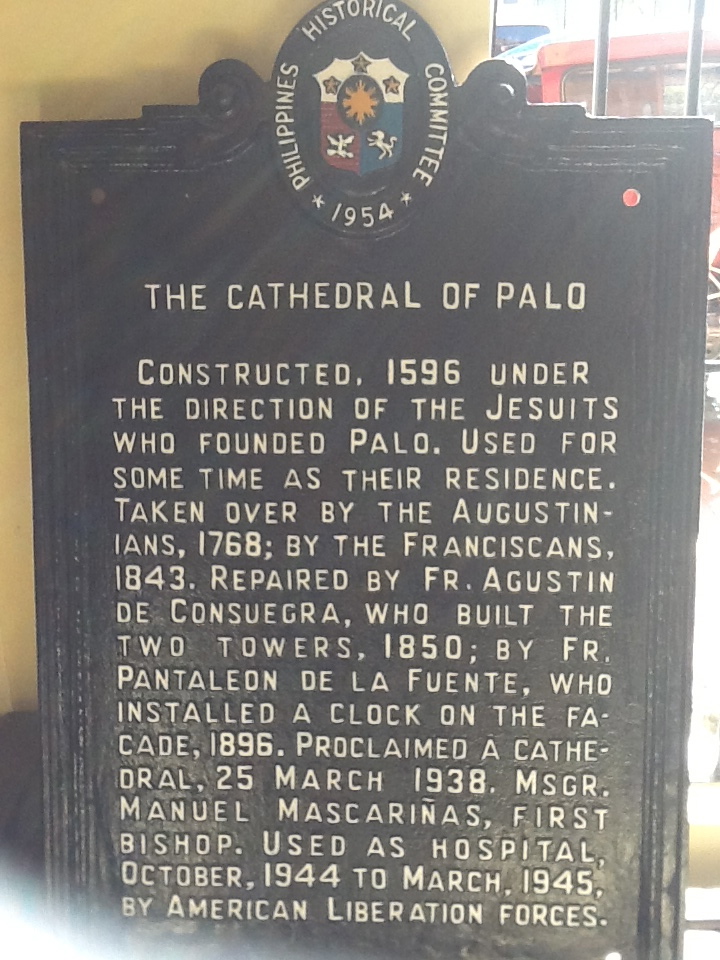 PHILIPPINES HISTORICAL COMMITTEE
★ 1954 ★
THE CATHEDRAL OF PALO
CONSTRUCTED, 1596 UNDER
THE DIRECTION OF THE JESUITS
WHO FOUNDED PALO. USED FOR
SOME TIME AS THEIR RESIDENCE.
TAKEN OVER BY THE AUGUSTIN-
IANS, 1768; BY THE FRANCISCANS,
1843. REPAIRED BY FR. AGUSTIN
DE CONSUEGRA, WHO BUILT THE
TWO TOWERS, 1850; BY FR.
PANTALEON DE LA FUENTE, WHO
INSTALLED A CLOCK ON THE FA-
CADE, 1896. PROCLAIMED A CATHE-
DRAL, 25 MARCH 1938. MSGR.
MANUEL MASCARIÑAS, FIRST
BISHOP. USED AS HOSPITAL,
OCTOBER, 1944 TO MARCH, 1945,
BY AMERICAN LIBERATION FORCES.